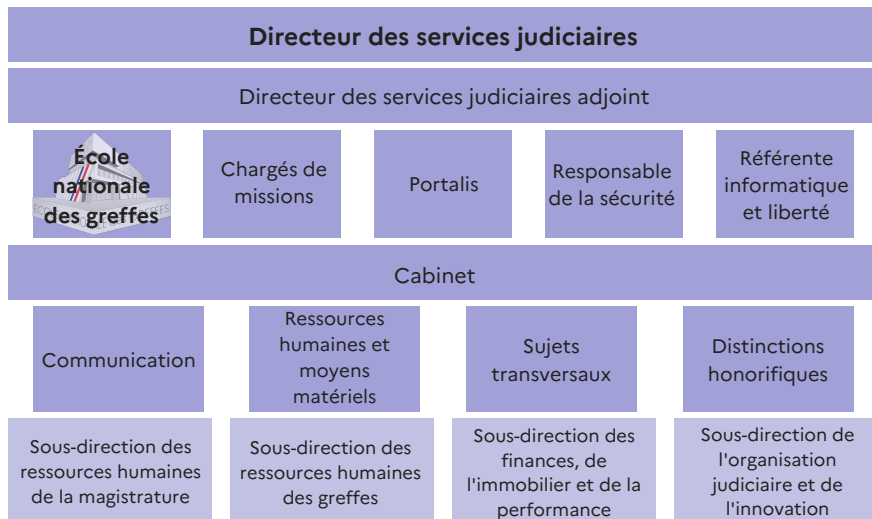 Directeur des services judiciaires
Directeur des services judiciaires adjoint
École
nationale
des greffes
Chargés de
missions
Portalis
Responsable
de la sécurité
Référente
informatique
et liberté
Cabinet
Communication
Ressources
humaines et
moyens
matériels
Sujets
transversaux
Distinctions
honorifiques
Sous-direction des
ressources humaines
de la magistrature
Sous-direction des
ressources humaines
des greffes
Sous-direction des
finances, de
l'immobilier et de la
performance
Sous-direction de
l'organisation
judiciaire et de
l'innovation